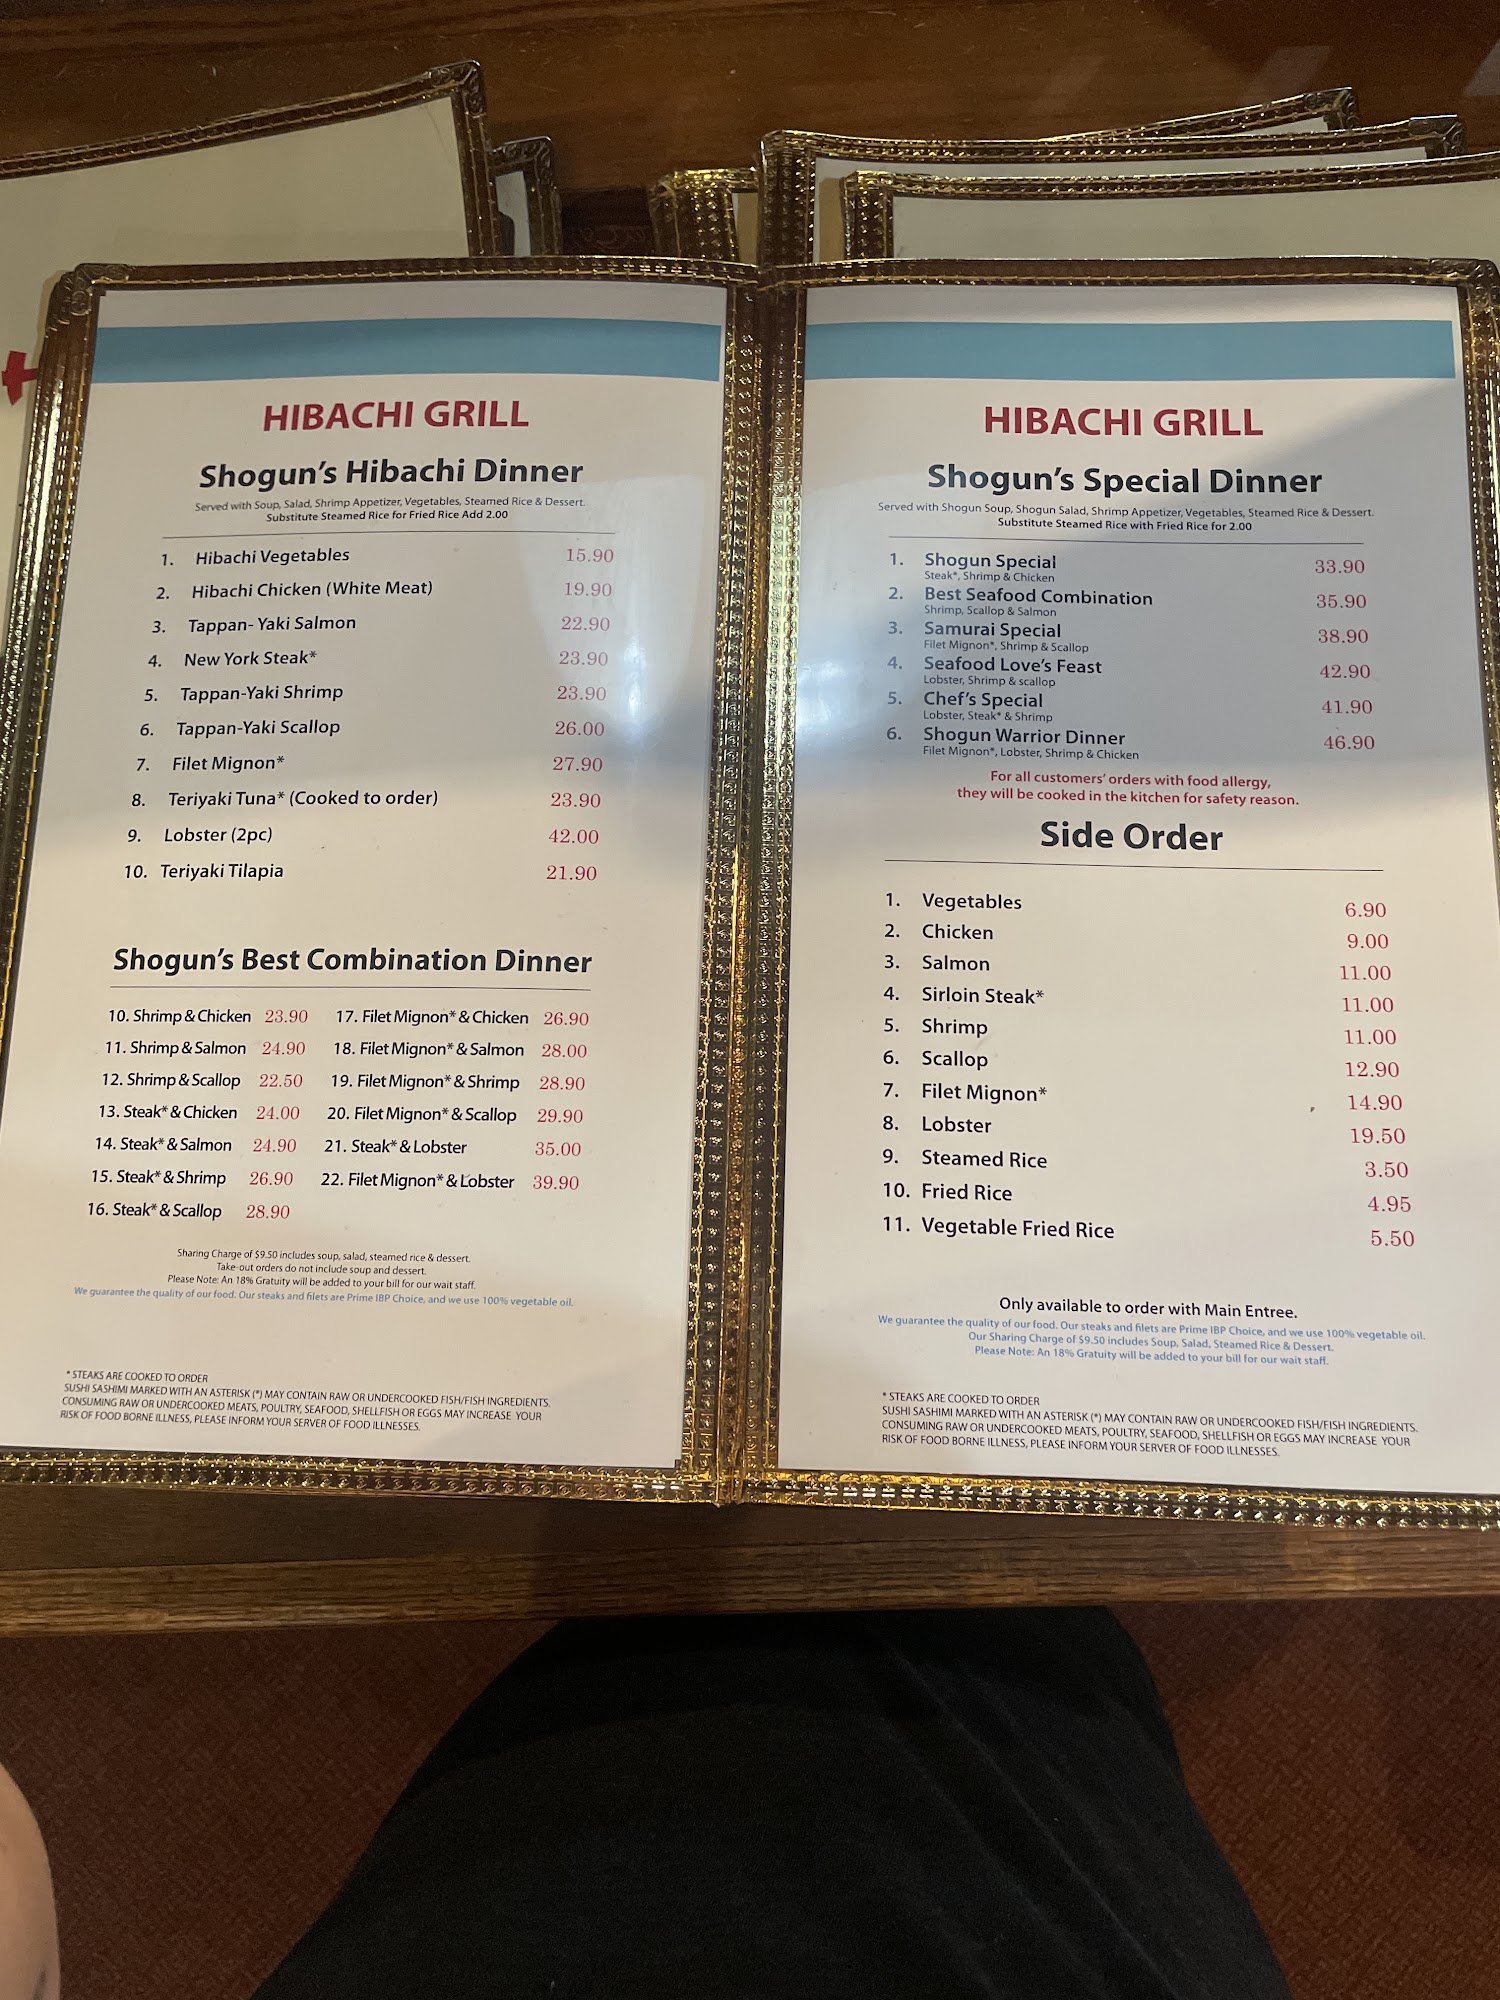 HIBACHI GRILL
Shogun's Hibachi Dinner
Served with Soup, Salad, Shrimp Appetizer, Vegetables, Steamed Rice & Dessert.
Substitute Steamed Rice for Fried Rice Add 2.00
1. Hibachi Vegetables 15.90
2. Hibachi Chicken (White Meat) 19.90
3. Tappan- Yaki Salmon 22.90
4. New York Steak* 23.90
5. Tappan-Yaki Shrimp 23.90
6. Tappan-Yaki Scallop 26.00
7. Filet Mignon* 27.90
8. Teriyaki Tuna* (Cooked to order) 23.90
9. Lobster (2pc) 42.00
10. Teriyaki Tilapia 21.90
Shogun's Best Combination Dinner
10. Shrimp & Chicken 23.90 17. Filet Mignon* & Chicken 26.90
11. Shrimp & Salmon 24.90 18. Filet Mignon* & Salmon 28.00
12. Shrimp & Scallop 22.50 19. Filet Mignon* & Shrimp 28.90
13. Steak* & Chicken 24.00 20. Filet Mignon* & Scallop 29.90
14. Steak* & Salmon 24.90 21. Steak* & Lobster 35.00
15. Steak* & Shrimp 26.90 22. Filet Mignon* & Lobster 39.90
16. Steak* & Scallop 28.90
Sharing Charge of $9.50 includes soup, salad, steamed rice & dessert.
Take-out orders do not include soup and dessert.
Please Note: An 18% Gratuity will be added to your bill for our wait staff.
We guarantee the quality of our food. Our steaks and filets are Prime IBP Choice, and we use 100% vegetable oil.
* STEAKS ARE COOKED TO ORDER
SUSHI SASHIMI MARKED WITH AN ASTERISK (*) MAY CONTAIN RAW OR UNDERCOOKED FISH/FISH INGREDIENTS.
CONSUMING RAW OR UNDERCOOKED MEATS, POULTRY, SEAFOOD, SHELLFISH OR EGGS MAY INCREASE YOUR
RISK OF FOOD BORNE ILLNESS, PLEASE INFORM YOUR SERVER OF FOOD ILLNESSES.
HIBACHI GRILL
Shogun's Special Dinner
Served with Shogun Soup, Shogun Salad, Shrimp Appetizer, Vegetables, Steamed Rice & Dessert.
Substitute Steamed Rice with Fried Rice for 2.00
1. Shogun Special 33.90
Steak*, Shrimp & Chicken
2. Best Seafood Combination 35.90
Shrimp, Scallop & Salmon
3. Samurai Special 38.90
Filet Mignon*, Shrimp & Scallop
4. Seafood Love's Feast 42.90
Lobster, Shrimp & scallop
5. Chef's Special 41.90
Lobster, Steak* & Shrimp
6. Shogun Warrior Dinner 46.90
Filet Mignon*, Lobster, Shrimp & Chicken
For all customers' orders with food allergy,
they will be cooked in the kitchen for safety reason.
Side Order
1. Vegetables 6.90
2. Chicken 9.00
3. Salmon 11.00
4. Sirloin Steak* 11.00
5. Shrimp 11.00
6. Scallop 12.90
7. Filet Mignon* 14.90
8. Lobster 19.50
9. Steamed Rice 3.50
10. Fried Rice 4.95
11. Vegetable Fried Rice 5.50
Only available to order with Main Entree.
We guarantee the quality of our food. Our steaks and filets are Prime IBP Choice, and we use 100% vegetable oil.
Our Sharing Charge of $9.50 includes Soup, Salad, Steamed Rice & Dessert.
Please Note: An 18% Gratuity will be added to your bill for our wait staff.
* STEAKS ARE COOKED TO ORDER
SUSHI SASHIMI MARKED WITH AN ASTERISK (*) MAY CONTAIN RAW OR UNDERCOOKED FISH/FISH INGREDIENTS.
CONSUMING RAW OR UNDERCOOKED MEATS, POULTRY, SEAFOOD, SHELLFISH OR EGGS MAY INCREASE YOUR
RISK OF FOOD BORNE ILLNESS, PLEASE INFORM YOUR SERVER OF FOOD ILLNESSES.